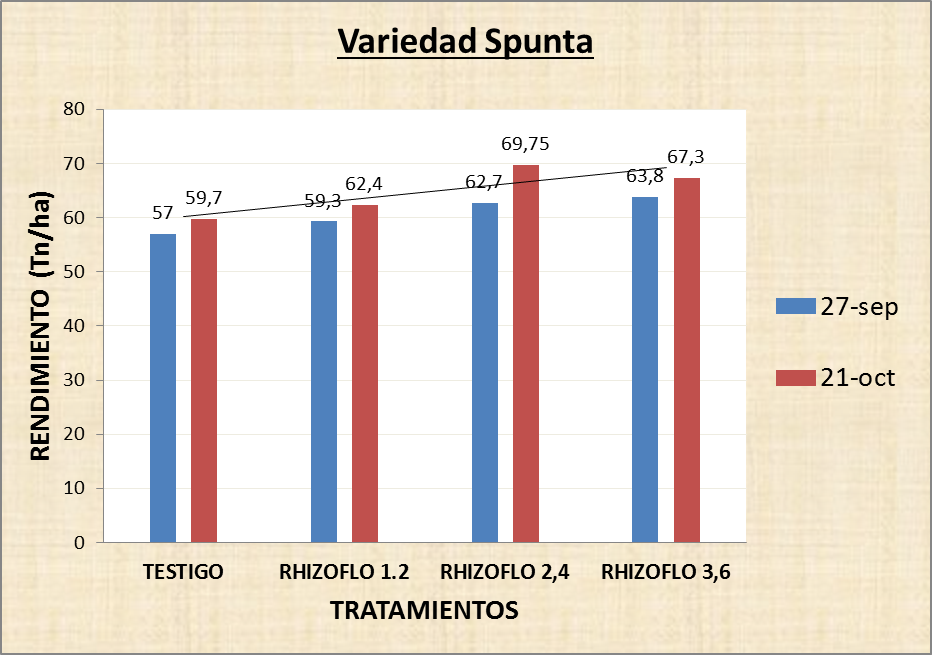 Variedad Spunta
RENDIMIENTO (Tn/ha)
80
70
60
50
40
30
20
10
0
57
59,7
59,3
62,4
62,7
69,75
63,8
67,3
TESTIGO
RHIZOFLO 1.2
RHIZOFLO 2,4
RHIZOFLO 3,6
TRATAMIENTOS
27-sep
21-oct